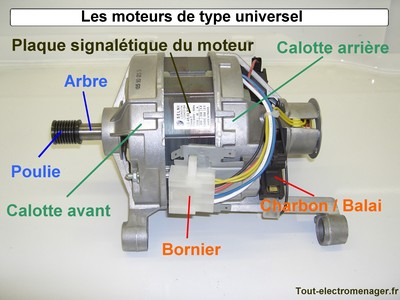 Les moteurs de type universel
Plaque signalétique du moteur
Calotte arrière
Arbre
Poulie
Calotte avant
Charbon / Balai
Bornier
Tout-electromenager.fr